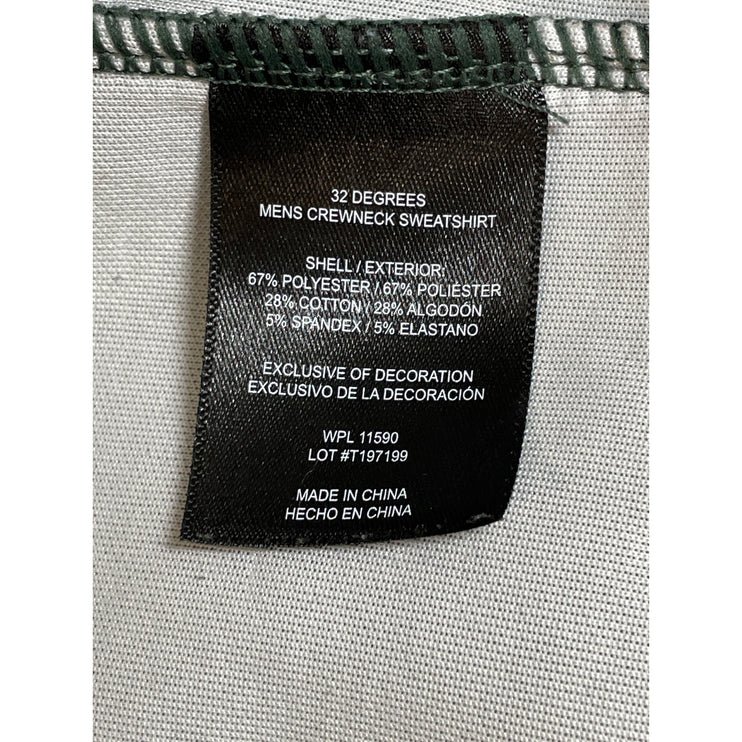 32 DEGREES
MENS CREWNECK SWEATSHIRT
SHELL / EXTERIOR:
67% POLYESTER / 67% POLIÉSTER
28% COTTON / 28% ALGODÓN
5% SPANDEX / 5% ELASTANO
EXCLUSIVE OF DECORATION
EXCLUSIVO DE LA DECORACIÓN
WPL 11590
LOT #T197199
MADE IN CHINA
HECHO EN CHINA